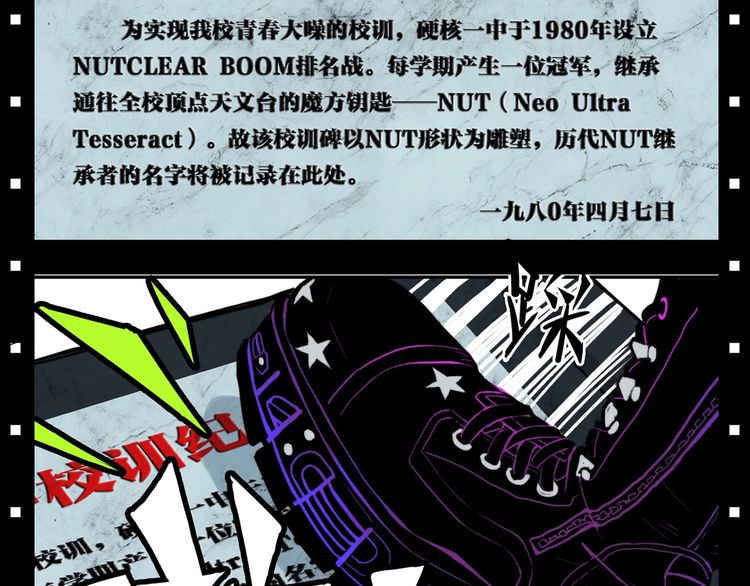 为实现我校青春大噪的校训，硬核一中于1980年设立
NUTCLEAR BOOM排名战。每学期产生一位冠军，继承
通往全校顶点天文台的魔方钥匙——NUT（Neo Ultra
Tesseract）。故该校训碑以NUT形状为雕塑，历代NUT继
承者的名字将被记录在此处。
一九八0年四月七日
踩
校训纪
校训，硬